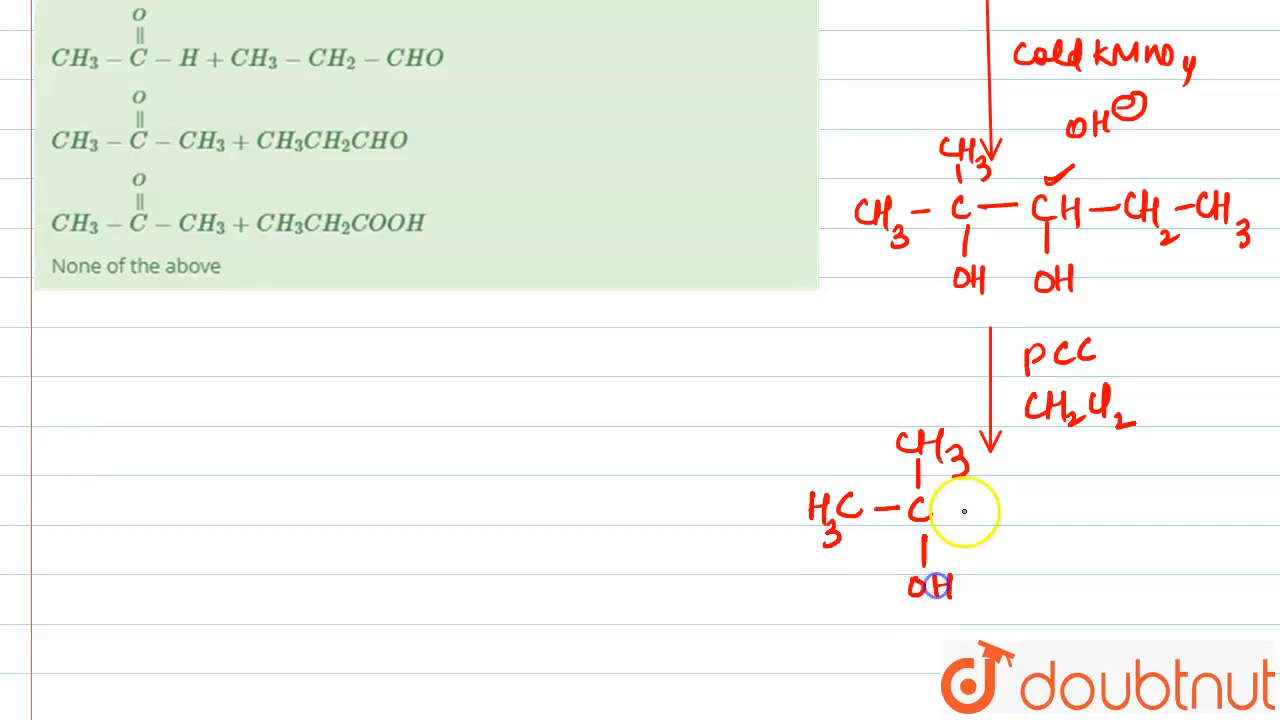 O
||
CH₃ − C − H + CH₃ − CH₂ − CHO
O
||
CH₃ − C − CH₃ + CH₃CH₂CHO
O
||
CH₃ − C − CH₃ + CH₃CH₂COOH
None of the above
Cold KMnO₄
OH⊖
CH₃
CH₃ − C − CH − CH₂ − CH₃
OH OH
PCC
CH₂Cl₂
CH₃
H₃C − C
OH
doubtnut